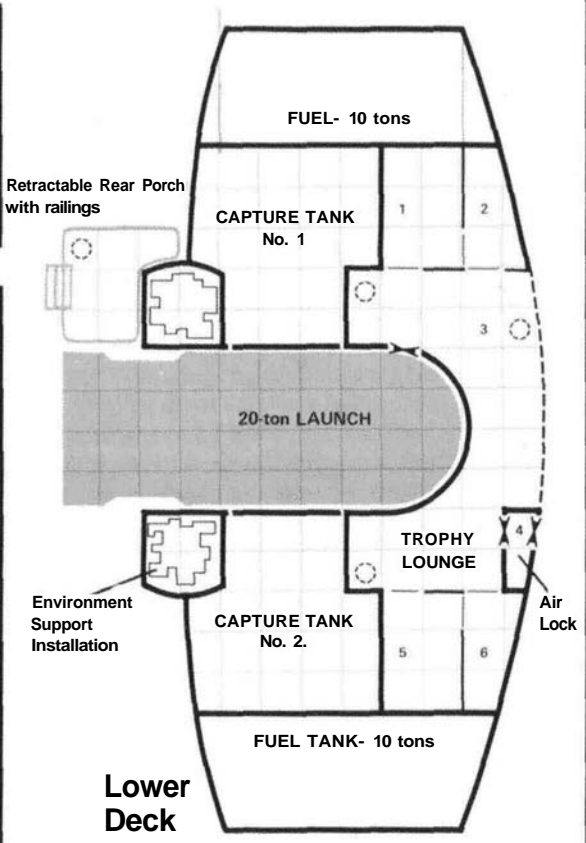 FUEL- 10 tons
Retractable Rear Porch
with railings
CAPTURE TANK
No. 1
1
2
3
20-ton LAUNCH
TROPHY
LOUNGE
4
Environment
Support
Installation
CAPTURE TANK
No. 2.
Air
Lock
5
6
FUEL TANK- 10 tons
Lower
Deck